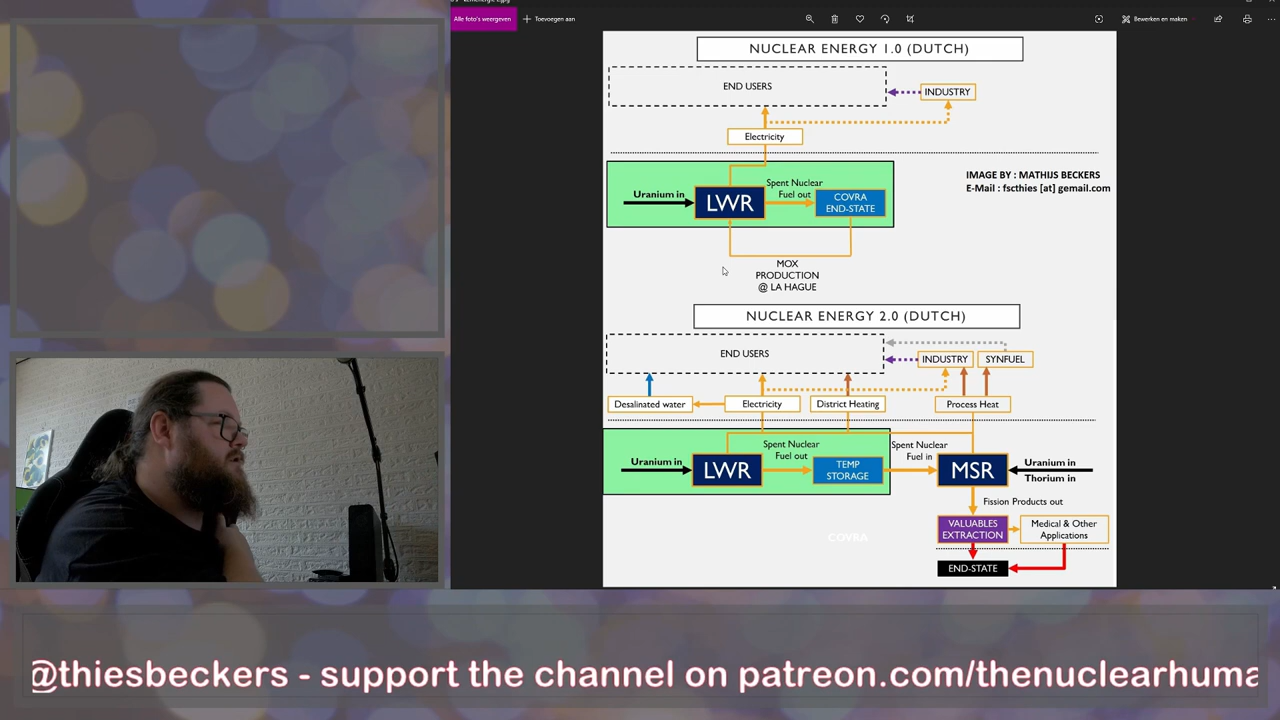 Alle foto's weergeven
Toevoegen aan
Bewerken en maken
NUCLEAR ENERGY 1.0 (DUTCH)
END USERS
INDUSTRY
Electricity
IMAGE BY : MATHIJS BECKERS
E-Mail : fscthies [at] gemail.com
Uranium in
LWR
Spent Nuclear
Fuel out
COVRA
END-STATE
MOX
PRODUCTION
@ LA HAGUE
NUCLEAR ENERGY 2.0 (DUTCH)
END USERS
INDUSTRY
SYNFUEL
Desalinated water
Electricity
District Heating
Process Heat
Uranium in
LWR
Spent Nuclear
Fuel out
TEMP
STORAGE
Spent Nuclear
Fuel in
MSR
Uranium in
Thorium in
Fission Products out
VALUABLES
EXTRACTION
Medical & Other
Applications
COVRA
END-STATE
@thiesbeckers - support the channel on patreon.com/thenuclearhuma